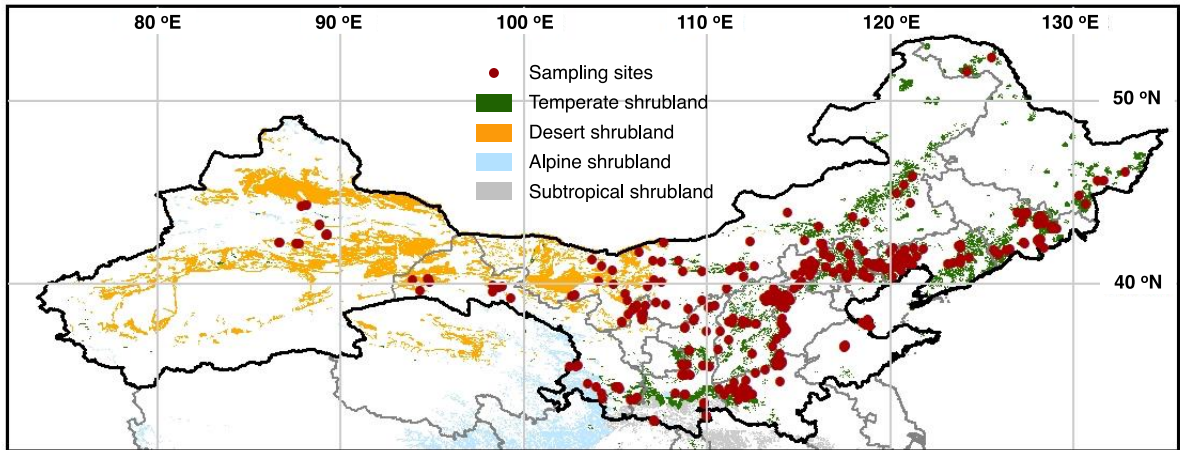 80 ºE 90 ºE 100 ºE 110 ºE 120 ºE 130 ºE
Sampling sites
Temperate shrubland
50 ºN
Desert shrubland
Alpine shrubland
Subtropical shrubland
40 ºN